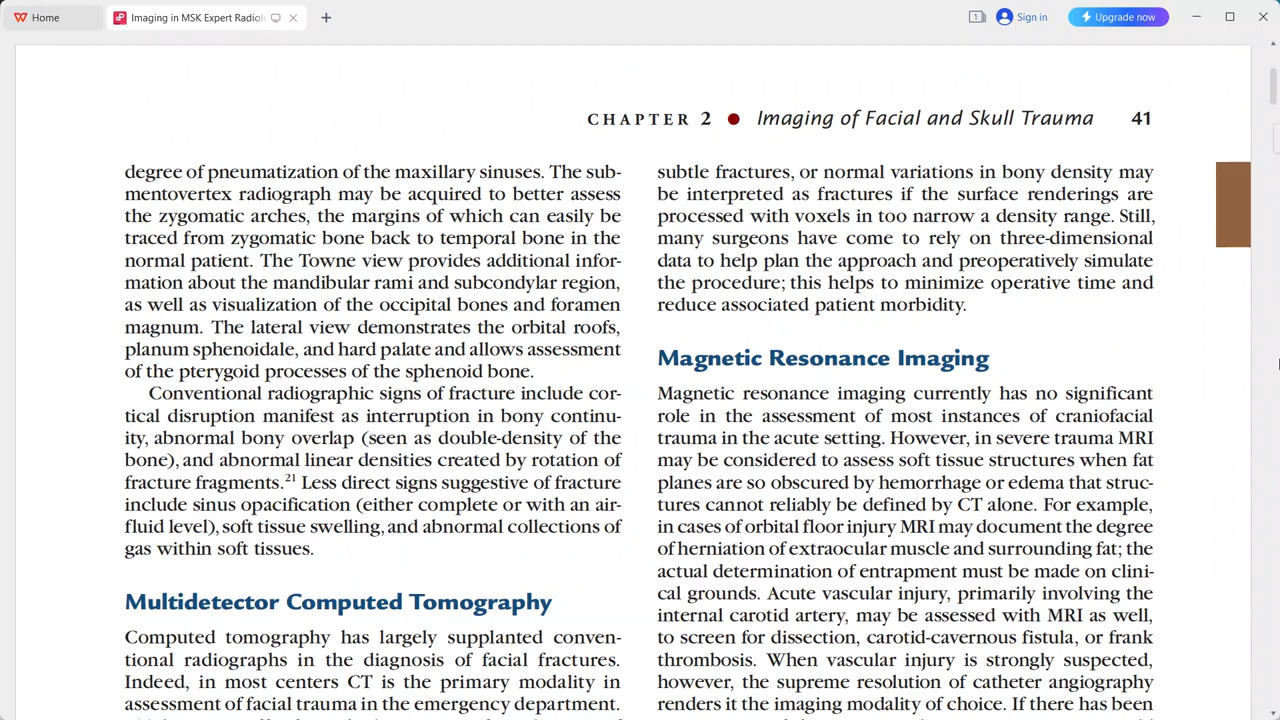 Home
Imaging in MSK Expert Radiol
1
Sign in
Upgrade now
CHAPTER 2 ● Imaging of Facial and Skull Trauma 41
degree of pneumatization of the maxillary sinuses. The sub-
mentovertex radiograph may be acquired to better assess
the zygomatic arches, the margins of which can easily be
traced from zygomatic bone back to temporal bone in the
normal patient. The Towne view provides additional infor-
mation about the mandibular rami and subcondylar region,
as well as visualization of the occipital bones and foramen
magnum. The lateral view demonstrates the orbital roofs,
planum sphenoidale, and hard palate and allows assessment
of the pterygoid processes of the sphenoid bone.
Conventional radiographic signs of fracture include cor-
tical disruption manifest as interruption in bony continu-
ity, abnormal bony overlap (seen as double-density of the
bone), and abnormal linear densities created by rotation of
fracture fragments.21 Less direct signs suggestive of fracture
include sinus opacification (either complete or with an air-
fluid level), soft tissue swelling, and abnormal collections of
gas within soft tissues.
Multidetector Computed Tomography
Computed tomography has largely supplanted conven-
tional radiographs in the diagnosis of facial fractures.
Indeed, in most centers CT is the primary modality in
assessment of facial trauma in the emergency department.
subtle fractures, or normal variations in bony density may
be interpreted as fractures if the surface renderings are
processed with voxels in too narrow a density range. Still,
many surgeons have come to rely on three-dimensional
data to help plan the approach and preoperatively simulate
the procedure; this helps to minimize operative time and
reduce associated patient morbidity.
Magnetic Resonance Imaging
Magnetic resonance imaging currently has no significant
role in the assessment of most instances of craniofacial
trauma in the acute setting. However, in severe trauma MRI
may be considered to assess soft tissue structures when fat
planes are so obscured by hemorrhage or edema that struc-
tures cannot reliably be defined by CT alone. For example,
in cases of orbital floor injury MRI may document the degree
of herniation of extraocular muscle and surrounding fat; the
actual determination of entrapment must be made on clini-
cal grounds. Acute vascular injury, primarily involving the
internal carotid artery, may be assessed with MRI as well,
to screen for dissection, carotid-cavernous fistula, or frank
thrombosis. When vascular injury is strongly suspected,
however, the supreme resolution of catheter angiography
renders it the imaging modality of choice. If there has been